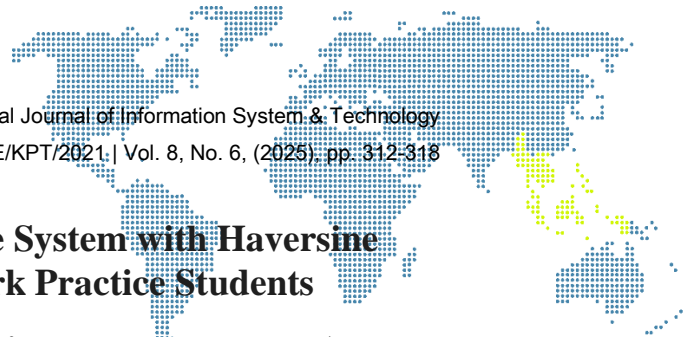 al Journal of Information System & Technology
E/KPT/2021 | Vol. 8, No. 6, (2025), pp. 312-318
e System with Haversine
rk Practice Students